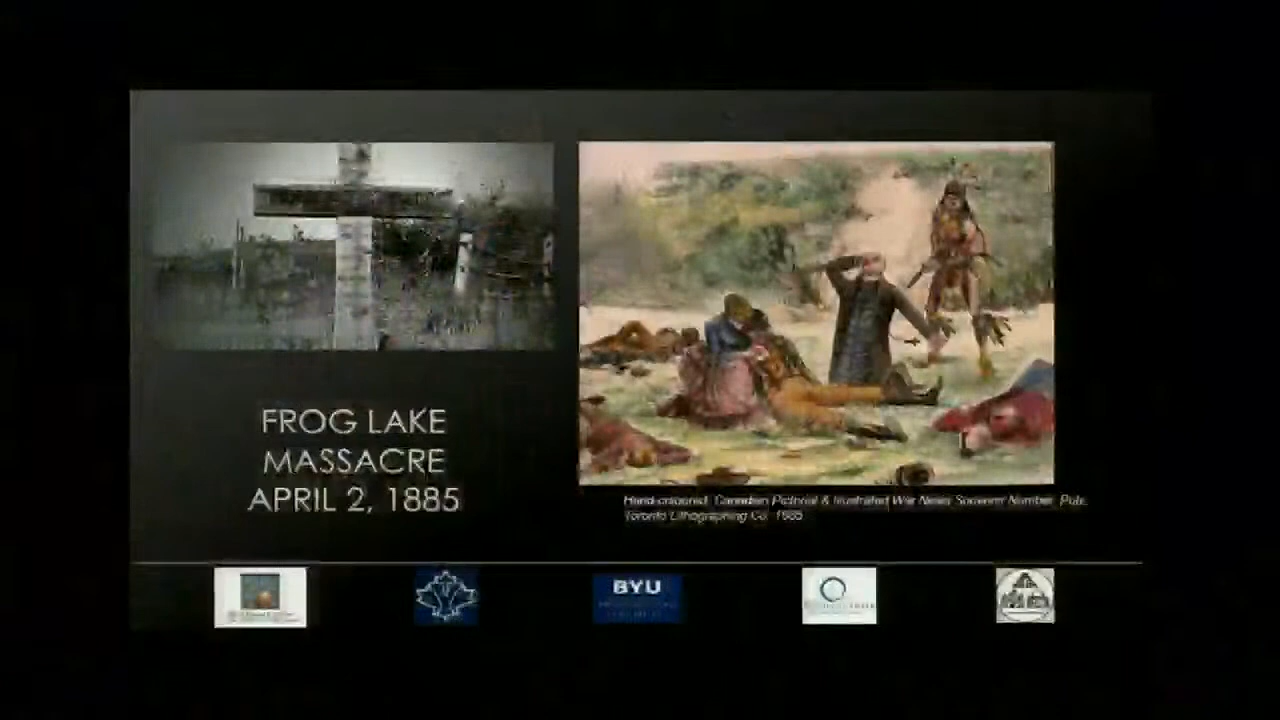 FROG LAKE
MASSACRE
APRIL 2, 1885
Hand-coloured. Canadian Pictorial & Illustrated War News Souvenir Number. Pub.
Toronto Lithographing Co. 1885
BYU